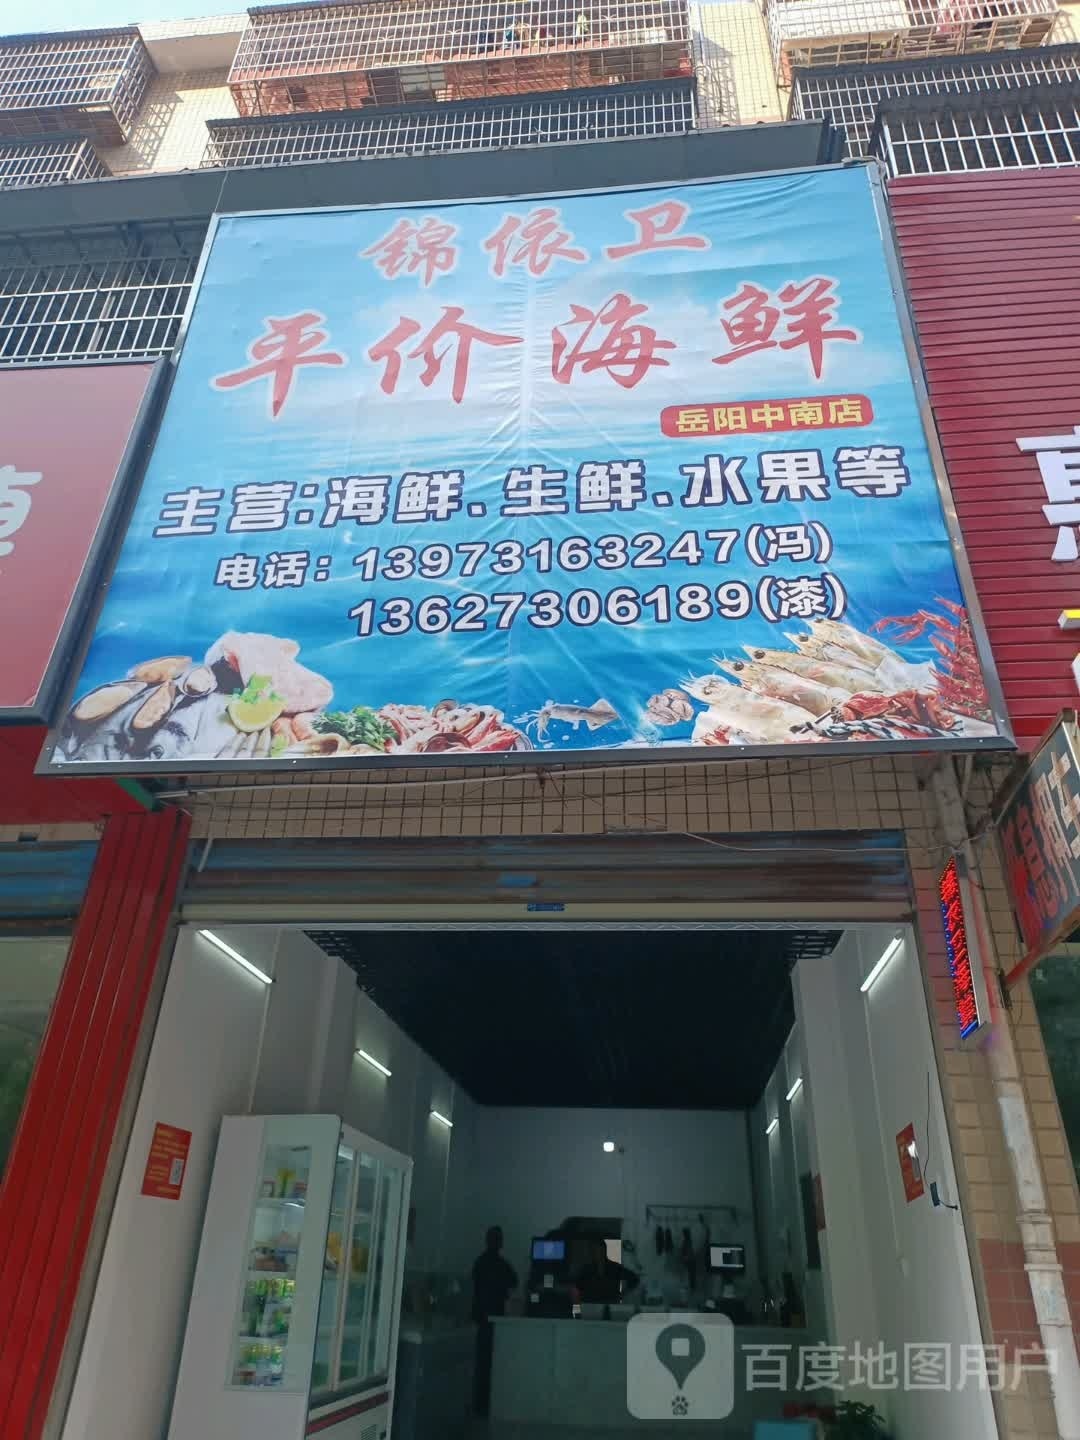 锦依卫
平价海鲜
岳阳中南店
主营:海鲜.生鲜.水果等
电话：13973163247(冯)
13627306189(漆)
百度地图用户